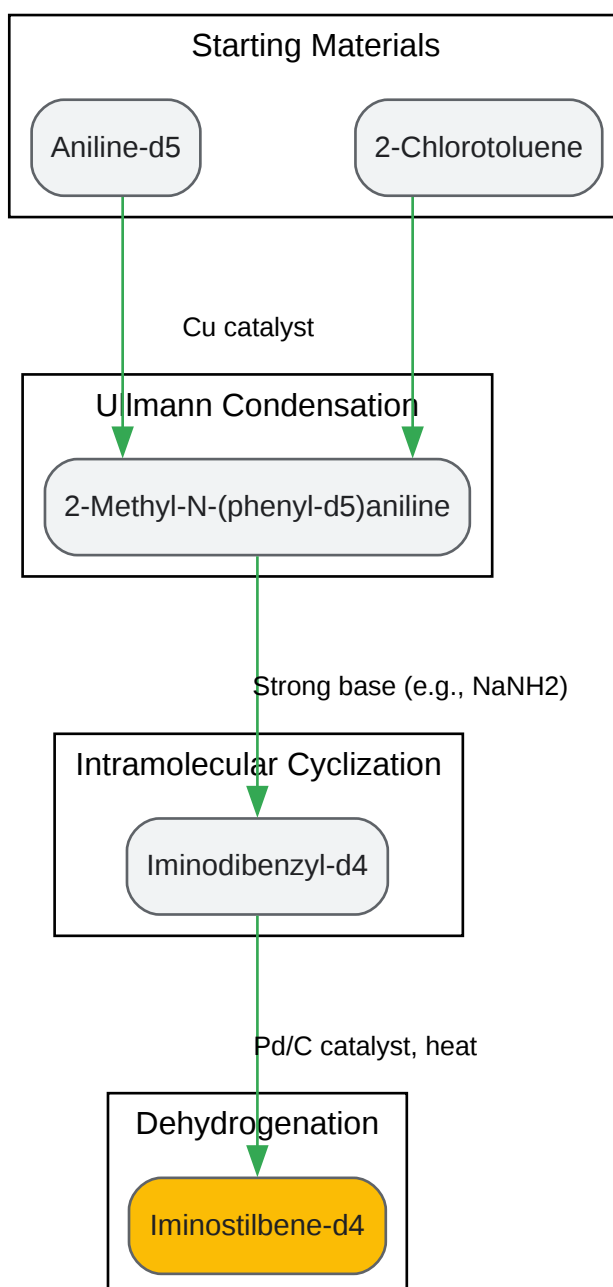 Starting Materials
Aniline-d5
2-Chlorotoluene
Cu catalyst
Ullmann Condensation
2-Methyl-N-(phenyl-d5)aniline
Strong base (e.g., NaNH2)
Intramolecular Cyclization
Iminodibenzyl-d4
Pd/C catalyst, heat
Dehydrogenation
Iminostilbene-d4